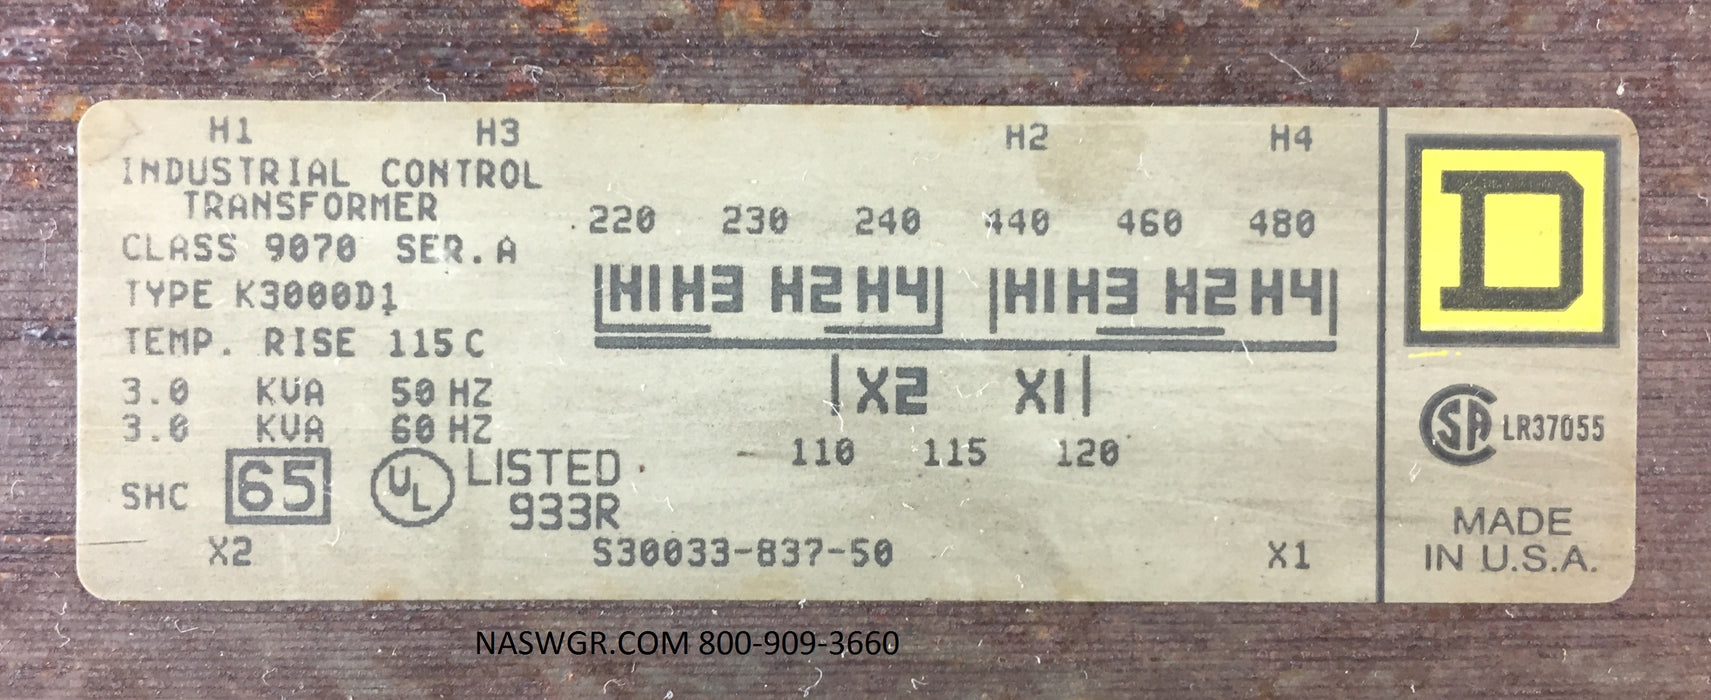 H1 H3 H2 H4
INDUSTRIAL CONTROL
TRANSFORMER
CLASS 9070 SER.A
TYPE K3000D1
TEMP. RISE 115C
3.0 KVA 50 HZ
3.0 KVA 60 HZ
SHC 65 UL LISTED
933R
220 230 240 440 460 480
H1 H3 H2 H4 H1 H3 H2 H4
X2 X1
110 115 120
X2 S30033-837-50 X1
D
SA LR37055
MADE
IN U.S.A.
NASWGR.COM 800-909-3660